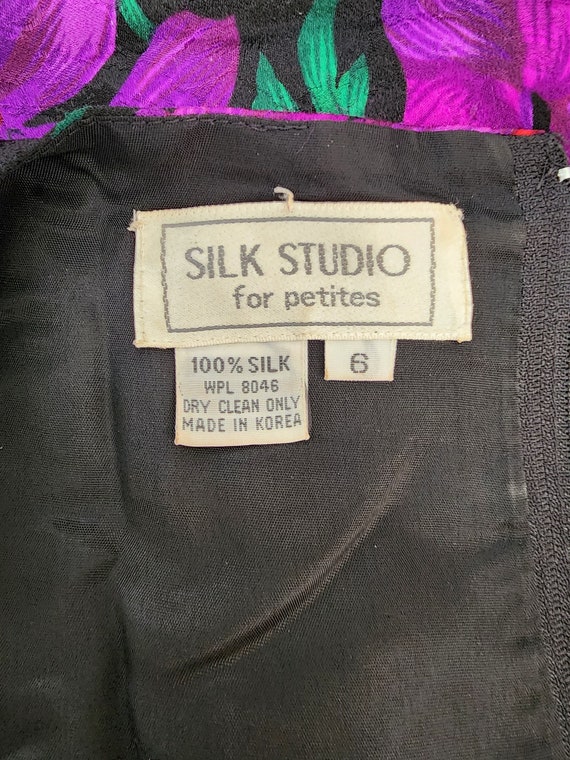 SILK STUDIO
for petites
100% SILK
WPL 8046
DRY CLEAN ONLY
MADE IN KOREA
6